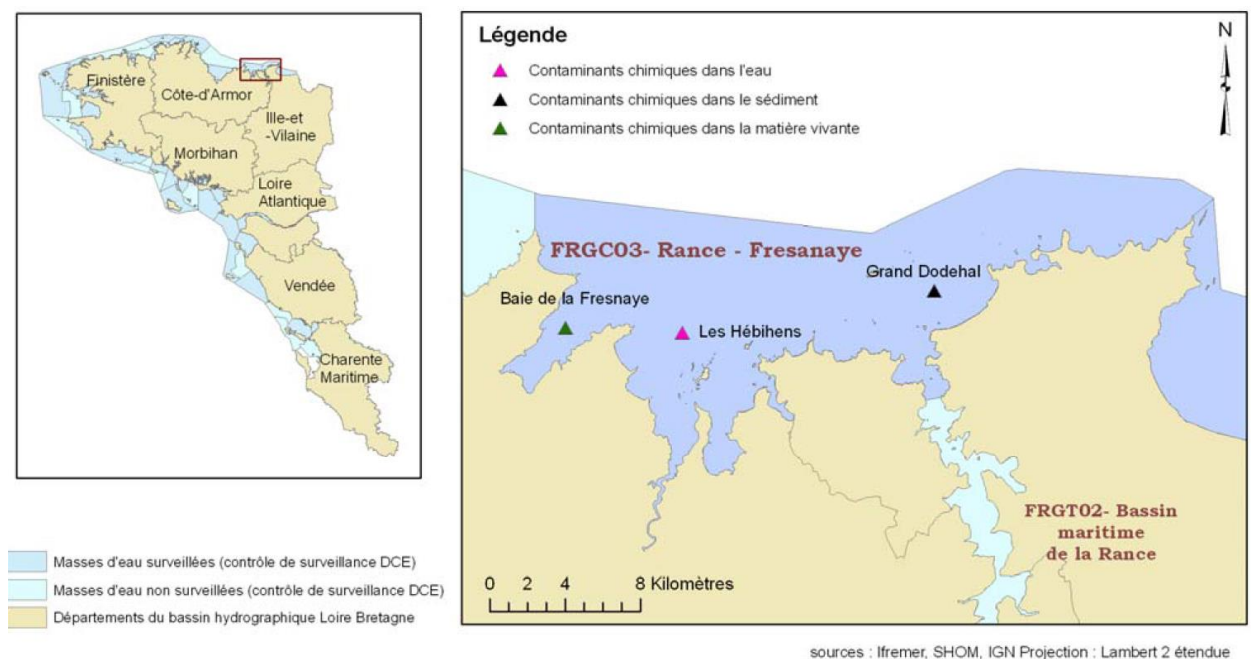 Finistère
Côte-d'Armor
Ille-et
-Vilaine
Morbihan
Loire
Atlantique
Vendée
Charente
Maritime
Masses d'eau surveillées (contrôle de surveillance DCE)
Masses d'eau non surveillées (contrôle de surveillance DCE)
Départements du bassin hydrographique Loire Bretagne
Légende
Contaminants chimiques dans l'eau
Contaminants chimiques dans le sédiment
Contaminants chimiques dans la matière vivante
N
FRGC03- Rance - Fresanaye
Grand Dodehal
Baie de la Fresnaye
Les Hébihens
FRGT02- Bassin
maritime
de la Rance
0 2 4 8 Kilomètres
sources : Ifremer, SHOM, IGN Projection : Lambert 2 étendue